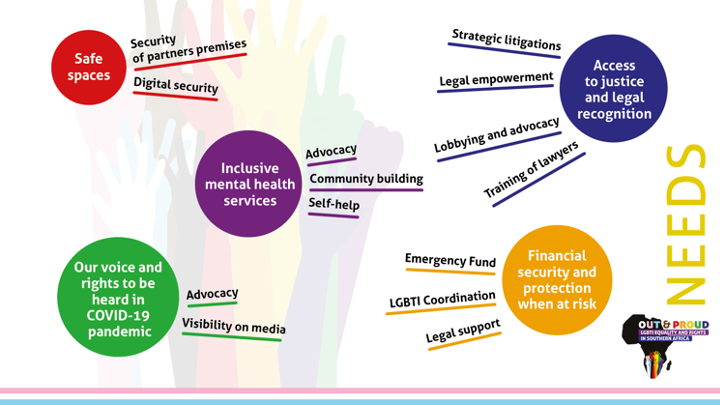 Safe
spaces
Security
of partners premises
Digital security
Strategic litigations
Legal empowerment
Lobbying and advocacy
Training of lawyers
Access
to justice
and legal
recognition
Inclusive
mental health
services
Advocacy
Community building
Self-help
Our voice and
rights to be
heard in
COVID-19
pandemic
Advocacy
Visibility on media
Emergency Fund
LGBTI Coordination
Legal support
Financial
security and
protection
when at risk
NEEDS
OUT & PROUD
LGBTI EQUALITY AND RIGHTS
IN SOUTHERN AFRICA